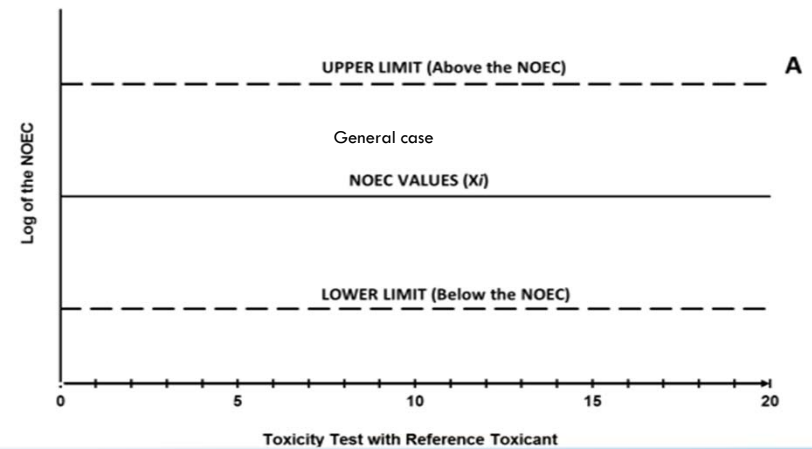 UPPER LIMIT (Above the NOEC)
A
General case
NOEC VALUES (Xi)
Log of the NOEC
LOWER LIMIT (Below the NOEC)
0 5 10 15 20
Toxicity Test with Reference Toxicant